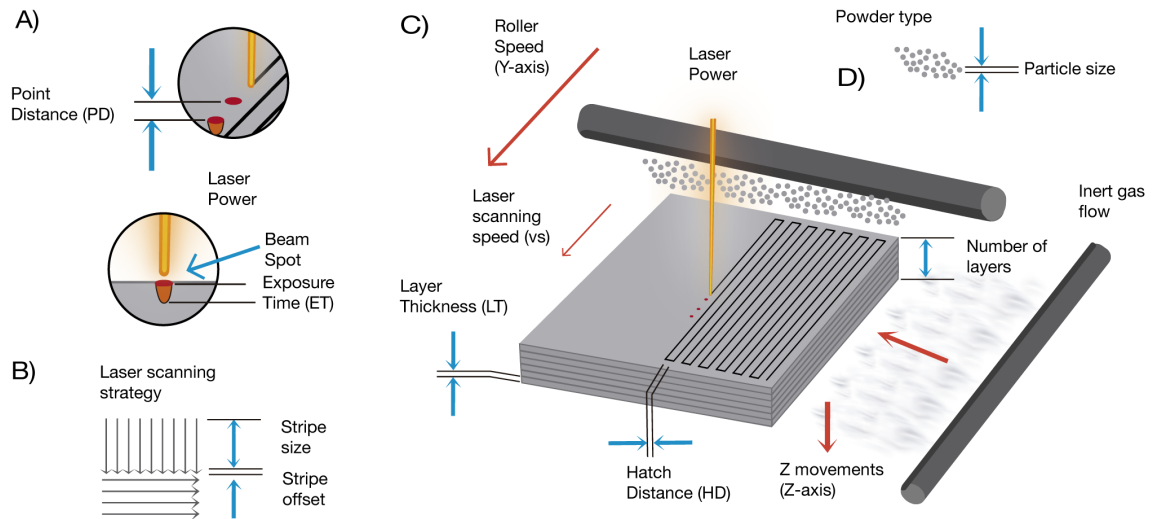 A)
Point
Distance (PD)
Laser
Power
Beam
Spot
Exposure
Time (ET)
B)
Laser scanning
strategy
Stripe
size
Stripe
offset
C)
Roller
Speed
(Y-axis)
Laser
Power
Laser
scanning
speed (vs)
Layer
Thickness (LT)
Hatch
Distance (HD)
Number of
layers
Z movements
(Z-axis)
Inert gas
flow
Powder type
D)
Particle size